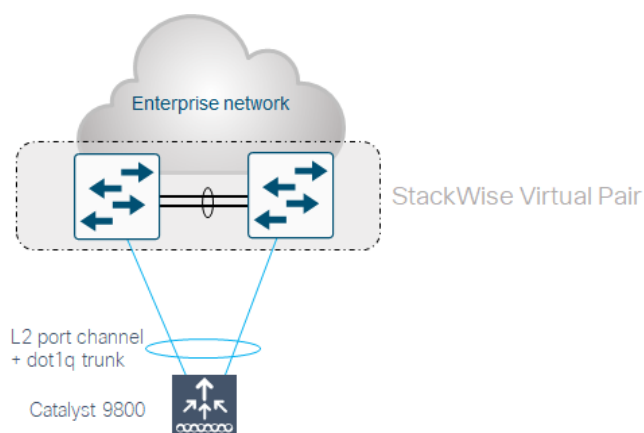 Enterprise network
StackWise Virtual Pair
L2 port channel
+ dot1q trunk
Catalyst 9800